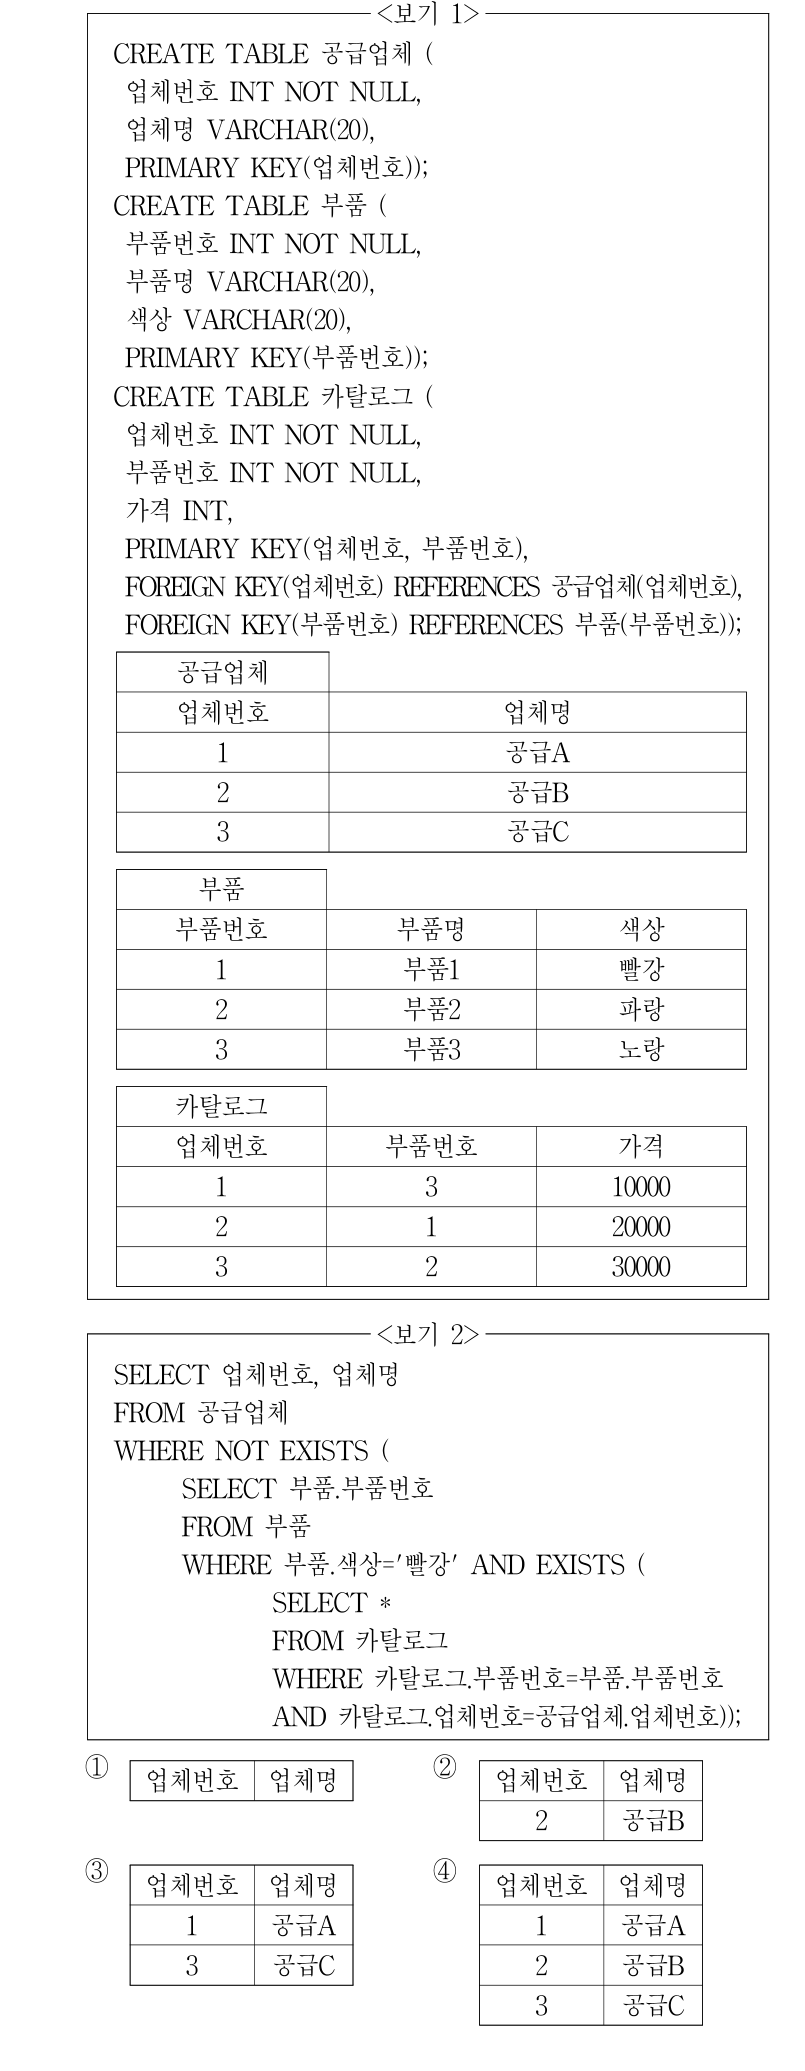 <보기 1>
CREATE TABLE 공급업체 (
업체번호 INT NOT NULL,
업체명 VARCHAR(20),
PRIMARY KEY(업체번호));
CREATE TABLE 부품 (
부품번호 INT NOT NULL,
부품명 VARCHAR(20),
색상 VARCHAR(20),
PRIMARY KEY(부품번호));
CREATE TABLE 카탈로그 (
업체번호 INT NOT NULL,
부품번호 INT NOT NULL,
가격 INT,
PRIMARY KEY(업체번호, 부품번호),
FOREIGN KEY(업체번호) REFERENCES 공급업체(업체번호),
FOREIGN KEY(부품번호) REFERENCES 부품(부품번호));
공급업체
업체번호 업체명
1 공급A
2 공급B
3 공급C
부품
부품번호 부품명 색상
1 부품1 빨강
2 부품2 파랑
3 부품3 노랑
카탈로그
업체번호 부품번호 가격
1 3 10000
2 1 20000
3 2 30000
<보기 2>
SELECT 업체번호, 업체명
FROM 공급업체
WHERE NOT EXISTS (
SELECT 부품.부품번호
FROM 부품
WHERE 부품.색상='빨강' AND EXISTS (
SELECT *
FROM 카탈로그
WHERE 카탈로그.부품번호=부품.부품번호
AND 카탈로그.업체번호=공급업체.업체번호));
① 업체번호 업체명
② 업체번호 업체명
2 공급B
③ 업체번호 업체명
1 공급A
3 공급C
④ 업체번호 업체명
1 공급A
2 공급B
3 공급C